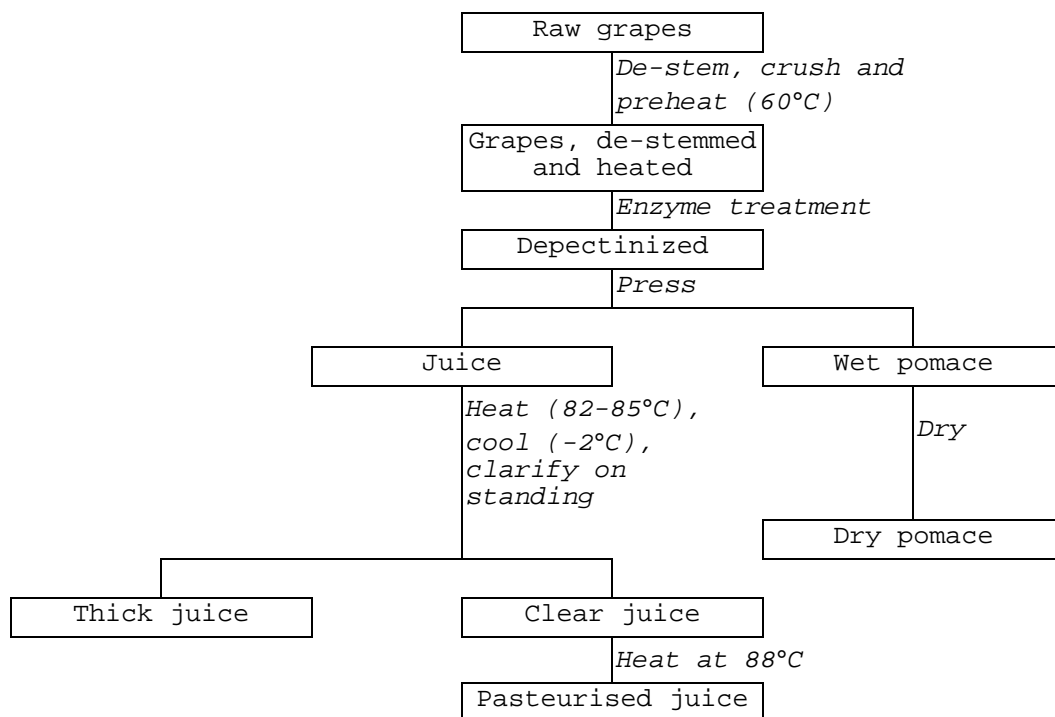 Raw grapes
De-stem, crush and
preheat (60°C)
Grapes, de-stemmed
and heated
Enzyme treatment
Depectinized
Press
Juice
Wet pomace
Heat (82-85°C),
cool (-2°C),
clarify on
standing
Dry
Dry pomace
Thick juice
Clear juice
Heat at 88°C
Pasteurised juice